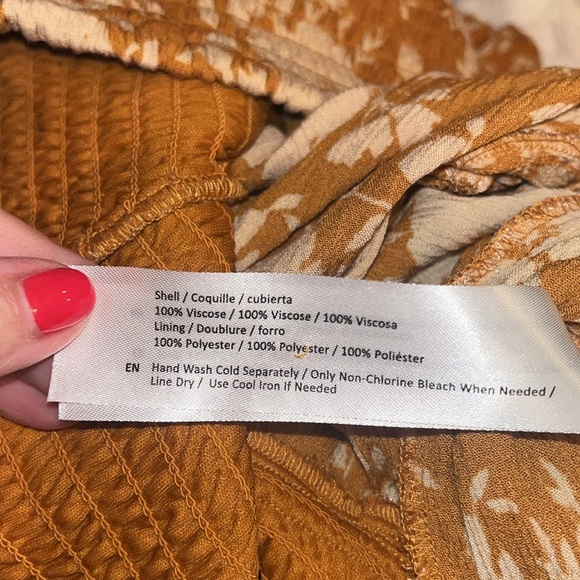 Shell / Coquille / cubierta
100% Viscose / 100% Viscose / 100% Viscosa
Lining / Doublure / forro
100% Polyester / 100% Polyester / 100% Poliéster
EN Hand Wash Cold Separately / Only Non-Chlorine Bleach When Needed /
Line Dry / Use Cool Iron If Needed